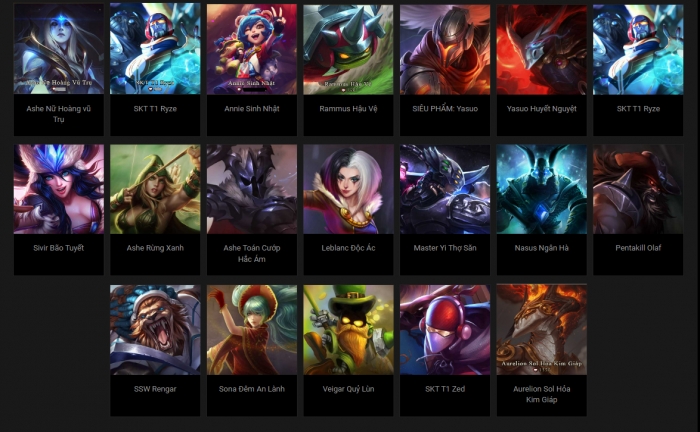 Ashe Nữ Hoàng Vũ Trụ
SKT T1 Ryze
Annie Sinh Nhật
Rammus Hậu Vệ
Ashe Nữ Hoàng vũ
Trụ
SKT T1 Ryze
Annie Sinh Nhật
Rammus Hậu Vệ
SIÊU PHẨM: Yasuo
Yasuo Huyết Nguyệt
SKT T1 Ryze
Sivir Bão Tuyết
Ashe Rừng Xanh
Ashe Toán Cướp
Hắc Ám
Leblanc Độc Ác
Master Yi Thợ Săn
Nasus Ngân Hà
Pentakill Olaf
Aurelion Sol Hỏa Kim Giáp
SSW Rengar
Sona Đêm An Lành
Veigar Quỷ Lùn
SKT T1 Zed
Aurelion Sol Hỏa
Kim Giáp